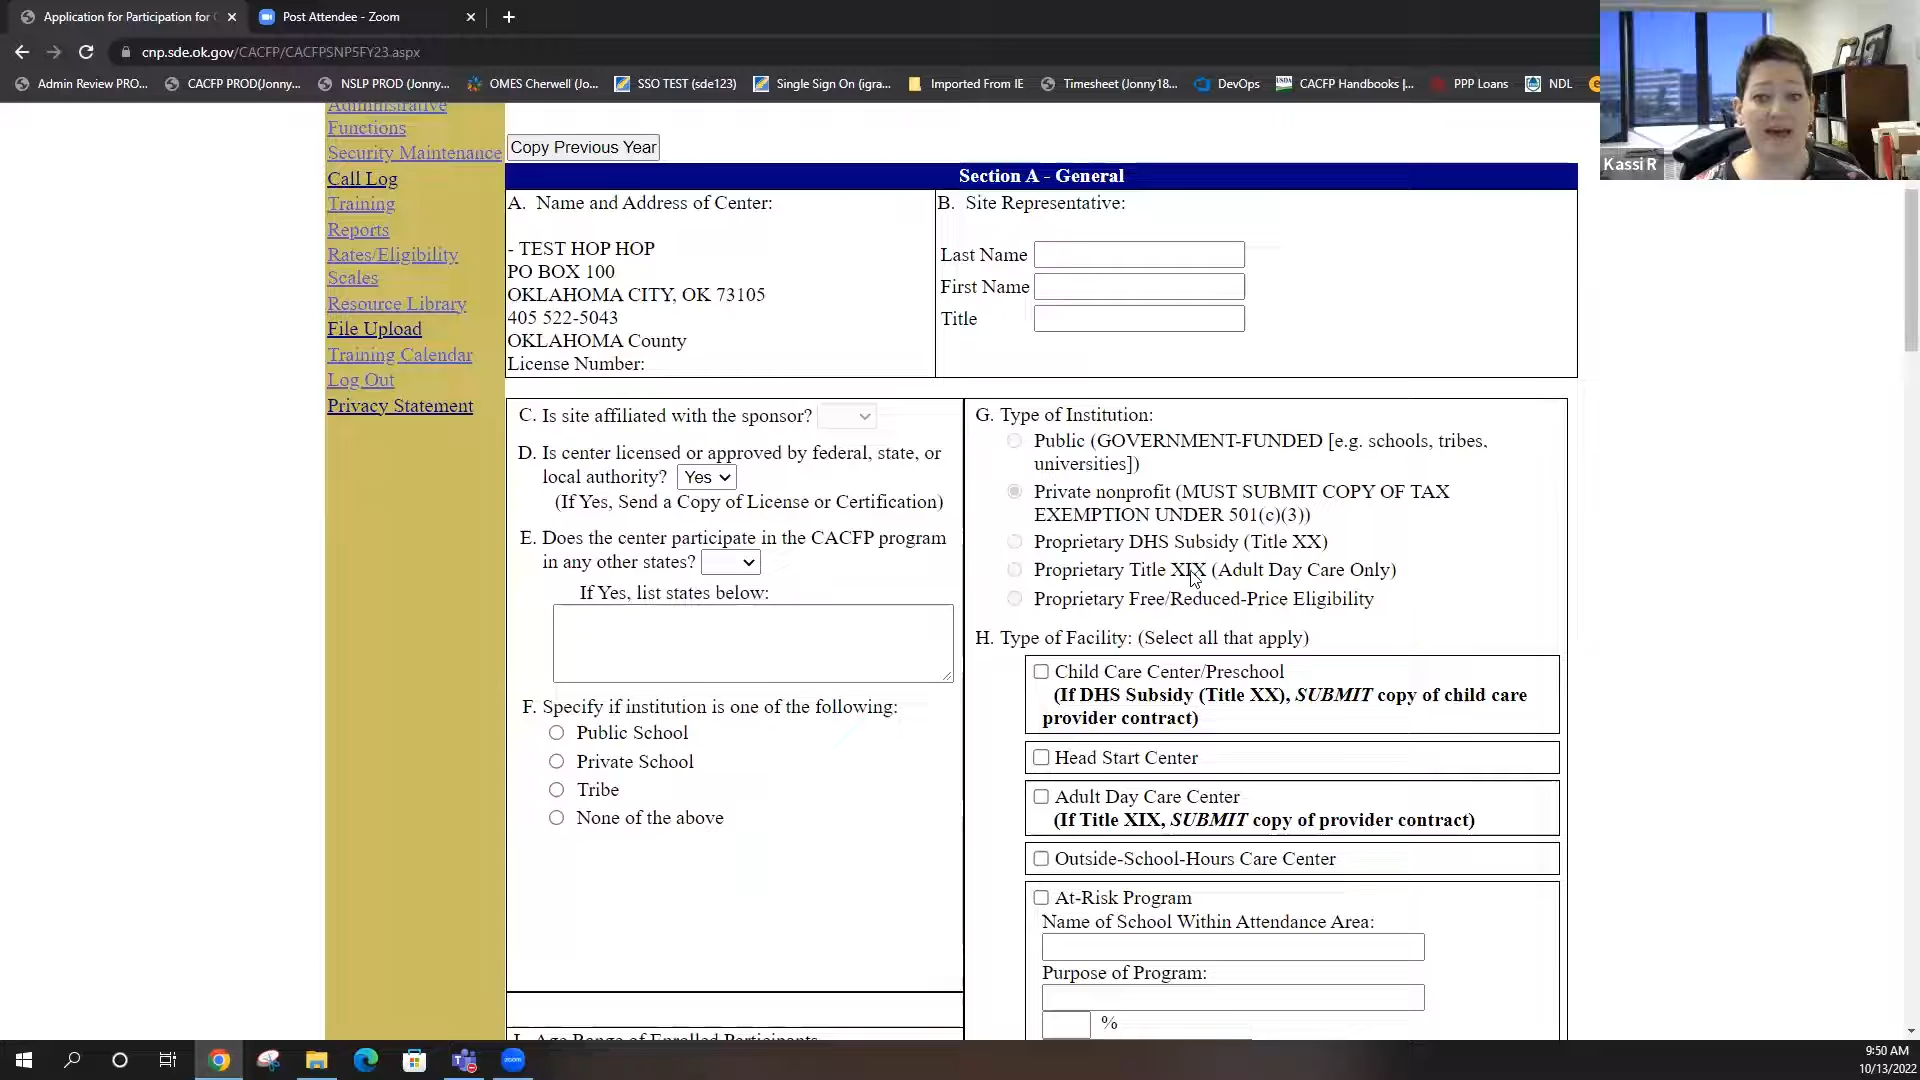 Application for Participation for C
Post Attendee - Zoom
cnp.sde.ok.gov/CACFP/CACFPSNP5FY23.aspx
Admin Review PRO...
CACFP PROD(Jonny...
NSLP PROD (Jonny...
OMES Cherwell (Jo...
SSO TEST (sde123)
Single Sign On (igra...
Imported From IE
Timesheet (Jonny18...
DevOps
CACFP Handbooks |...
PPP Loans
NDL
Kassi R
Administrative
Functions
Security Maintenance
Call Log
Training
Reports
Rates/Eligibility
Scales
Resource Library
File Upload
Training Calendar
Log Out
Privacy Statement
Copy Previous Year
Section A - General
A. Name and Address of Center:
- TEST HOP HOP
PO BOX 100
OKLAHOMA CITY, OK 73105
405 522-5043
OKLAHOMA County
License Number:
B. Site Representative:
Last Name
First Name
Title
C. Is site affiliated with the sponsor?
D. Is center licensed or approved by federal, state, or
local authority? Yes
(If Yes, Send a Copy of License or Certification)
E. Does the center participate in the CACFP program
in any other states?
If Yes, list states below:
F. Specify if institution is one of the following:
Public School
Private School
Tribe
None of the above
I. Age Range of Enrolled Participants
G. Type of Institution:
Public (GOVERNMENT-FUNDED [e.g. schools, tribes,
universities])
Private nonprofit (MUST SUBMIT COPY OF TAX
EXEMPTION UNDER 501(c)(3))
Proprietary DHS Subsidy (Title XX)
Proprietary Title XIX (Adult Day Care Only)
Proprietary Free/Reduced-Price Eligibility
H. Type of Facility: (Select all that apply)
Child Care Center/Preschool
(If DHS Subsidy (Title XX), SUBMIT copy of child care
provider contract)
Head Start Center
Adult Day Care Center
(If Title XIX, SUBMIT copy of provider contract)
Outside-School-Hours Care Center
At-Risk Program
Name of School Within Attendance Area:
Purpose of Program:
%
9:50 AM
10/13/2022